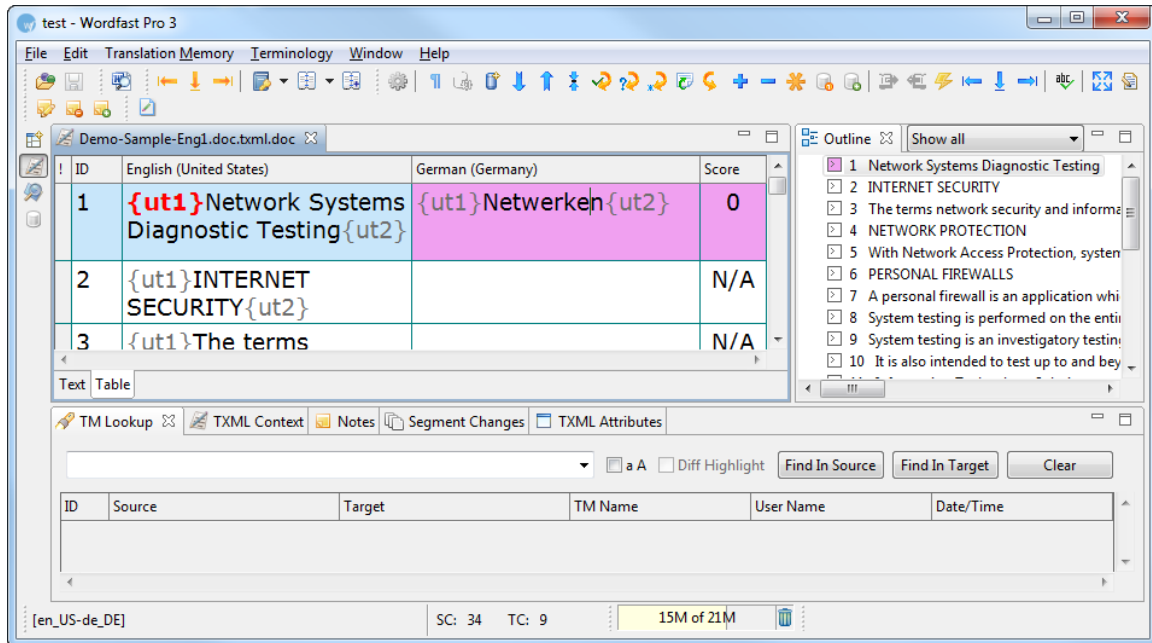 test - Wordfast Pro 3
File Edit Translation Memory Terminology Window Help
Demo-Sample-Eng1.doc.txml.doc
! ID English (United States) German (Germany) Score
1 {ut1}Network Systems {ut1}Netwerken{ut2} 0
Diagnostic Testing{ut2}
2 {ut1}INTERNET N/A
SECURITY{ut2}
3 {ut1}The terms N/A
Text Table
Outline Show all
1 Network Systems Diagnostic Testing
2 INTERNET SECURITY
3 The terms network security and informa
4 NETWORK PROTECTION
5 With Network Access Protection, system
6 PERSONAL FIREWALLS
7 A personal firewall is an application whi
8 System testing is performed on the enti
9 System testing is an investigatory testin
10 It is also intended to test up to and bey
TM Lookup TXML Context Notes Segment Changes TXML Attributes
a A Diff Highlight Find In Source Find In Target Clear
ID Source Target TM Name User Name Date/Time
[en_US-de_DE] SC: 34 TC: 9 15M of 21M